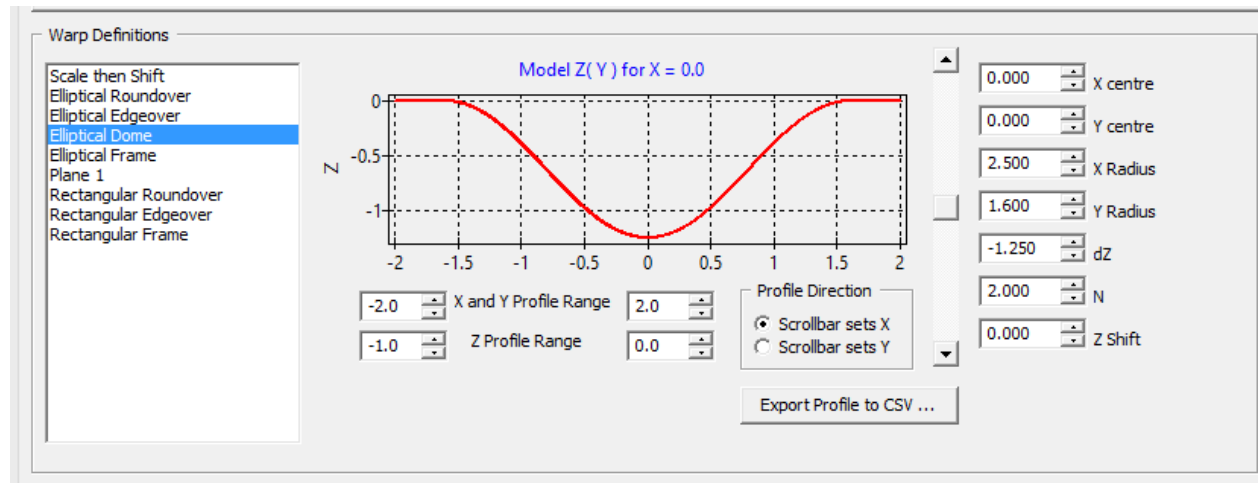 Warp Definitions
Scale then Shift
Elliptical Roundover
Elliptical Edgeover
Elliptical Dome
Elliptical Frame
Plane 1
Rectangular Roundover
Rectangular Edgeover
Rectangular Frame
Model Z( Y ) for X = 0.0
Z
0
-0.5
-1
-2 -1.5 -1 -0.5 0 0.5 1 1.5 2
-2.0 X and Y Profile Range 2.0
-1.0 Z Profile Range 0.0
Profile Direction
Scrollbar sets X
Scrollbar sets Y
Export Profile to CSV ...
0.000 X centre
0.000 Y centre
2.500 X Radius
1.600 Y Radius
-1.250 dZ
2.000 N
0.000 Z Shift